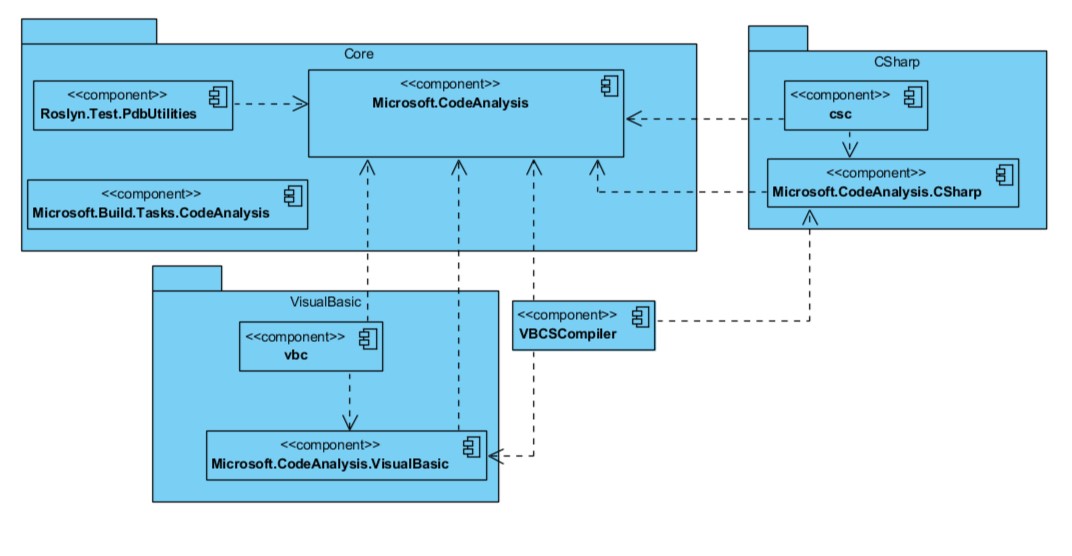 Core
<<component>>
Roslyn.Test.PdbUtilities
<<component>>
Microsoft.CodeAnalysis
<<component>>
Microsoft.Build.Tasks.CodeAnalysis
CSharp
<<component>>
csc
<<component>>
Microsoft.CodeAnalysis.CSharp
VisualBasic
<<component>>
vbc
<<component>>
Microsoft.CodeAnalysis.VisualBasic
<<component>>
VBCSCompiler